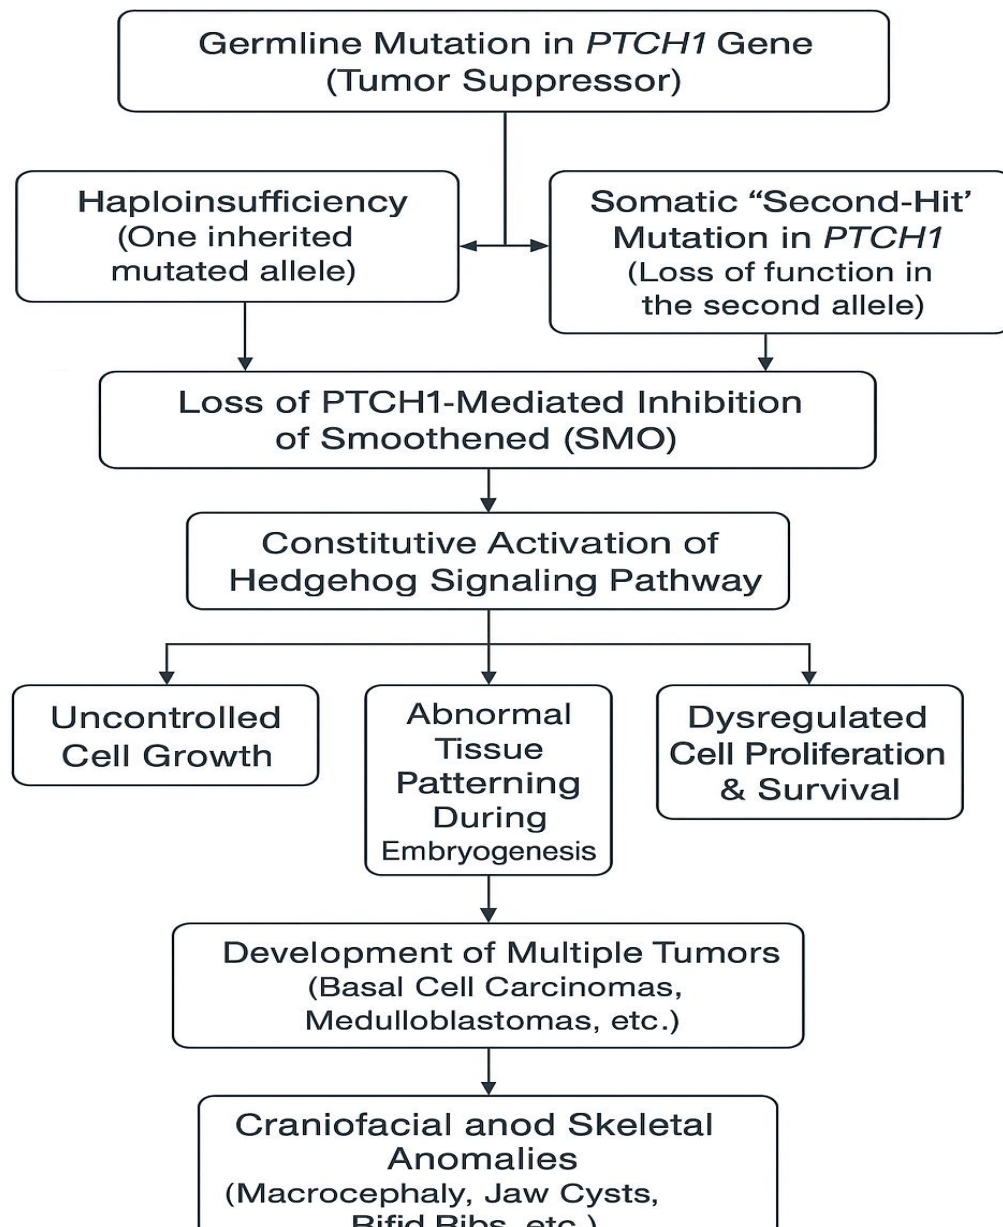 Germline Mutation in PTCH1 Gene
(Tumor Suppressor)
Haploinsufficiency
(One inherited
mutated allele)
Somatic “Second-Hit’
Mutation in PTCH1
(Loss of function in
the second allele)
Loss of PTCH1-Mediated Inhibition
of Smoothened (SMO)
Constitutive Activation of
Hedgehog Signaling Pathway
Uncontrolled
Cell Growth
Abnormal
Tissue
Patterning
During
Embryogenesis
Dysregulated
Cell Proliferation
& Survival
Development of Multiple Tumors
(Basal Cell Carcinomas,
Medulloblastomas, etc.)
Craniofacial anod Skeletal
Anomalies
(Macrocephaly, Jaw Cysts,
Bifid Ribs, etc.)